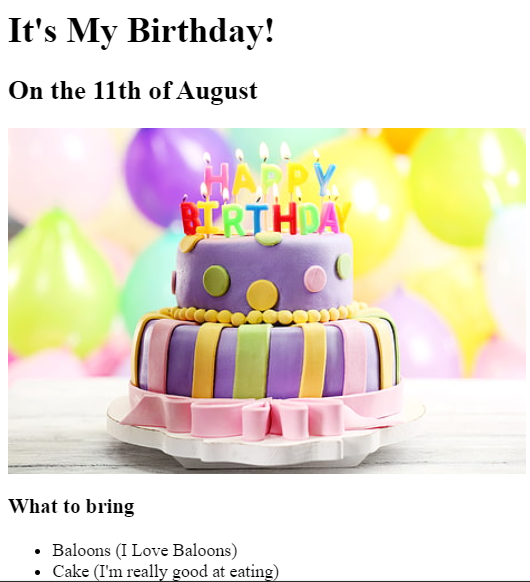 It's My Birthday!
On the 11th of August
HAPPY
BIRTHDAY
What to bring
Baloons (I Love Baloons)
Cake (I'm really good at eating)